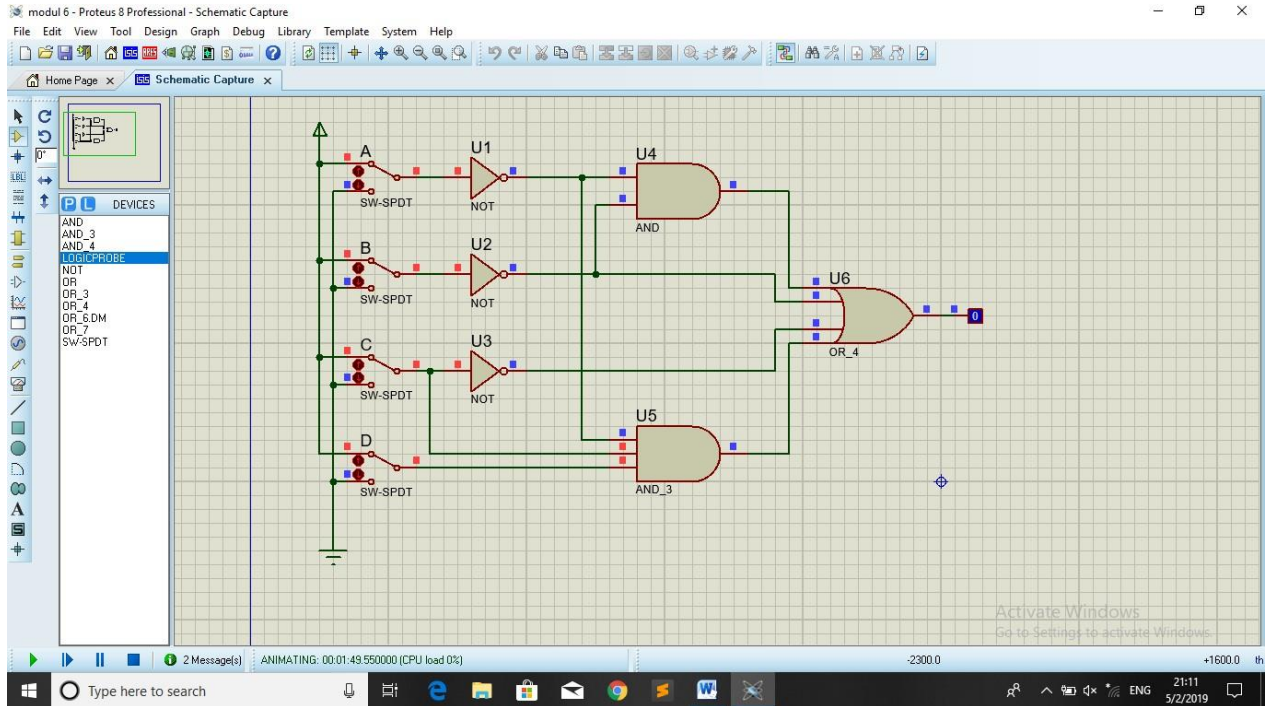 modul 6 - Proteus 8 Professional - Schematic Capture
File Edit View Tool Design Graph Debug Library Template System Help
Home Page x
ISIS Schematic Capture x
0°
LBL
P L DEVICES
AND
AND_3
AND_4
LOGICPROBE
NOT
OR
OR_3
OR_4
OR_6.DM
OR_7
SW-SPDT
A
SW-SPDT
U1
NOT
U4
AND
B
SW-SPDT
U2
NOT
U6
OR_4
0
C
SW-SPDT
U3
NOT
U5
AND_3
D
SW-SPDT
Activate Windows
Go to Settings to activate Windows.
2 Message(s)
ANIMATING: 00:01:49.550000 (CPU load 0%)
-2300.0
+1600.0 th
Type here to search
ENG
21:11
5/2/2019